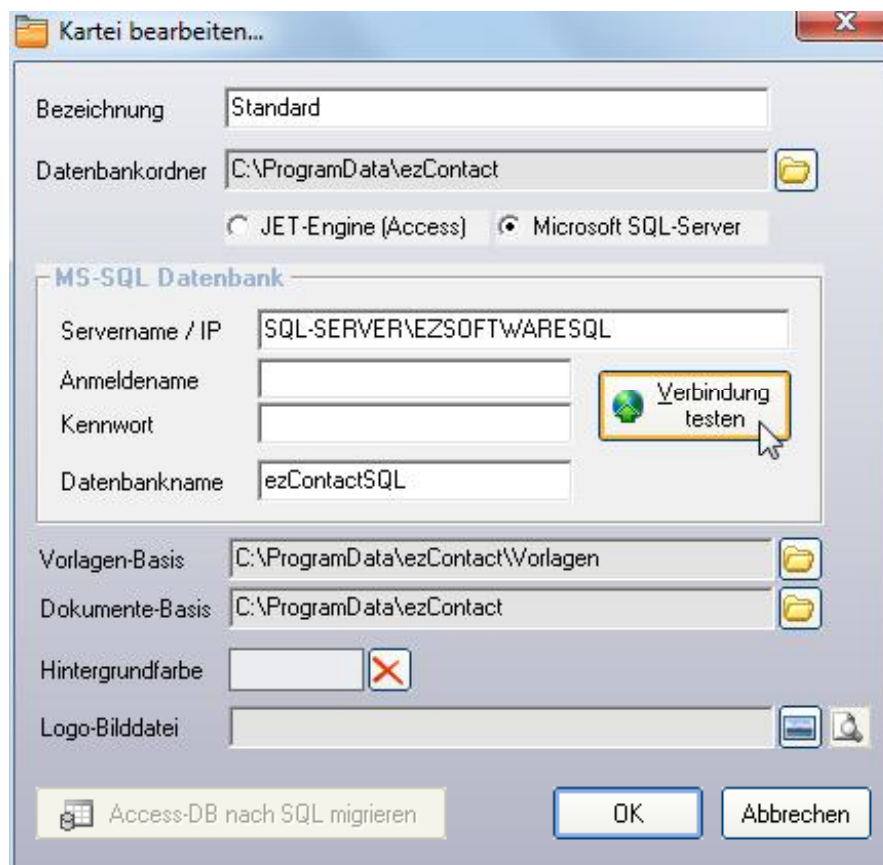 Kartei bearbeiten...
Bezeichnung Standard
Datenbankordner C:\ProgramData\ezContact
JET-Engine (Access) Microsoft SQL-Server
MS-SQL Datenbank
Servername / IP SQL-SERVER\EZSOFTWARESQL
Anmeldename
Kennwort
Verbindung
testen
Datenbankname ezContactSQL
Vorlagen-Basis C:\ProgramData\ezContact\Vorlagen
Dokumente-Basis C:\ProgramData\ezContact
Hintergrundfarbe
Logo-Bilddatei
Access-DB nach SQL migrieren OK Abbrechen